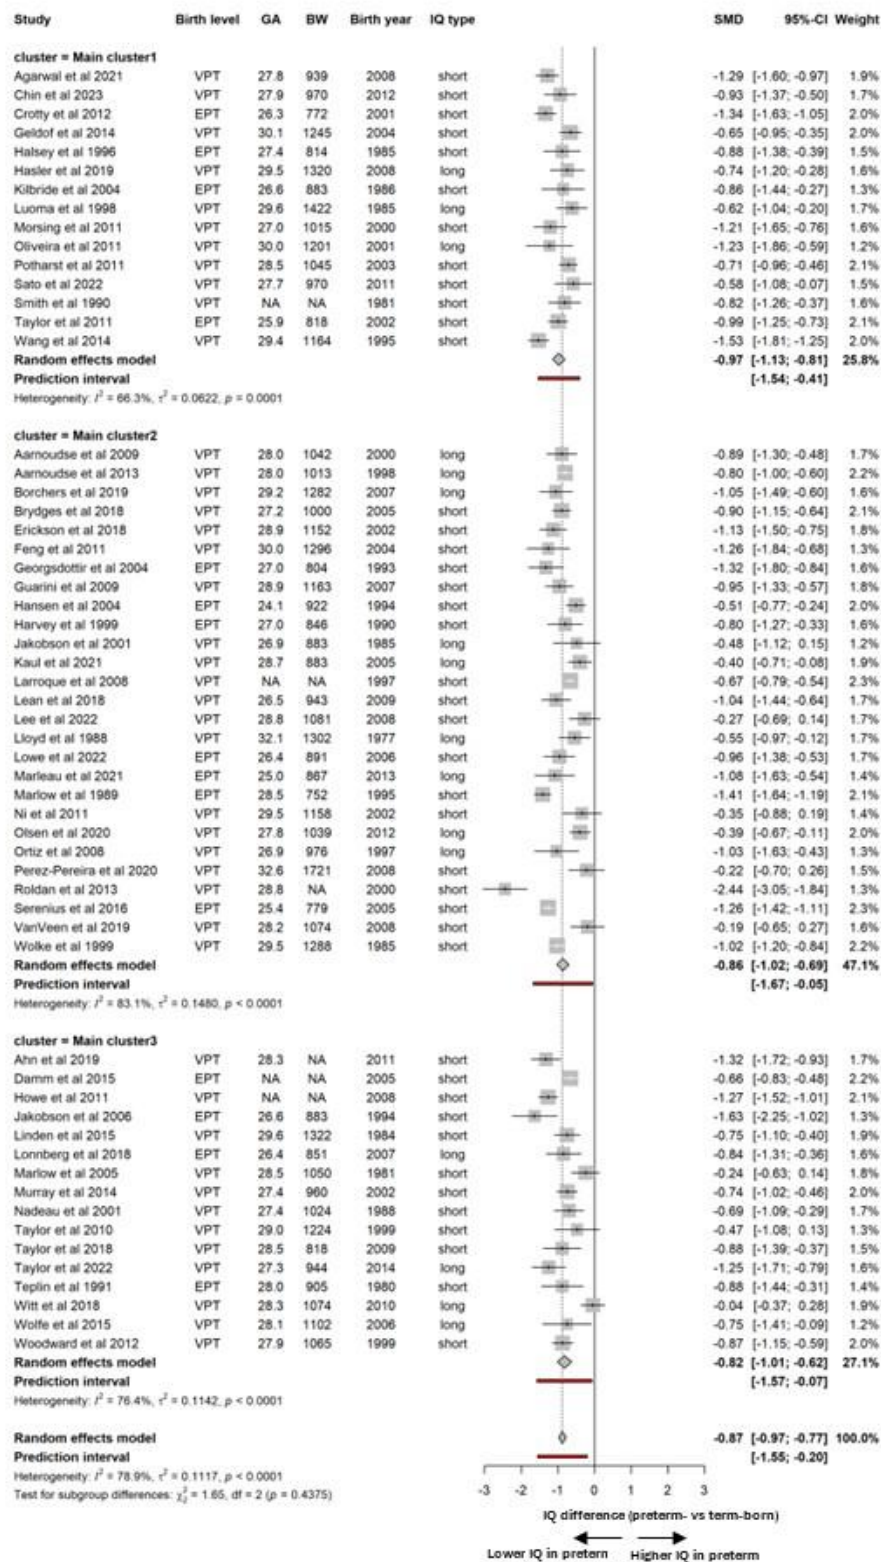 Study Birth level GA BW Birth year IQ type SMD 95%-CI Weight
cluster = Main cluster1
Agarwal et al 2021 VPT 27.8 939 2008 short -1.29 [-1.60; -0.97] 1.9%
Chin et al 2023 VPT 27.9 970 2012 short -0.93 [-1.37; -0.50] 1.7%
Crotty et al 2012 EPT 26.3 772 2001 short -1.34 [-1.63; -1.05] 2.0%
Geldof et al 2014 VPT 30.1 1245 2004 short -0.65 [-0.95; -0.35] 2.0%
Halsey et al 1996 EPT 27.4 814 1985 short -0.88 [-1.38; -0.39] 1.5%
Hasler et al 2019 VPT 29.5 1320 2008 long -0.74 [-1.20; -0.28] 1.6%
Kilbride et al 2004 EPT 26.6 883 1986 short -0.86 [-1.44; -0.27] 1.3%
Luoma et al 1998 VPT 29.6 1422 1985 long -0.62 [-1.04; -0.20] 1.7%
Morsing et al 2011 VPT 27.0 1015 2000 short -1.21 [-1.65; -0.76] 1.6%
Oliveira et al 2011 VPT 30.0 1201 2001 long -1.23 [-1.86; -0.59] 1.2%
Potharst et al 2011 VPT 28.5 1045 2003 short -0.71 [-0.96; -0.46] 2.1%
Sato et al 2022 VPT 27.7 970 2011 short -0.58 [-1.08; -0.07] 1.5%
Smith et al 1990 VPT NA NA 1981 short -0.82 [-1.26; -0.37] 1.6%
Taylor et al 2011 EPT 25.9 818 2002 short -0.99 [-1.25; -0.73] 2.1%
Wang et al 2014 VPT 29.4 1164 1995 short -1.53 [-1.81; -1.25] 2.0%
Random effects model -0.97 [-1.13; -0.81] 25.8%
Prediction interval [-1.54; -0.41]
Heterogeneity: I² = 66.3%, τ² = 0.0622, p = 0.0001
cluster = Main cluster2
Aarnoudse et al 2009 VPT 28.0 1042 2000 long -0.89 [-1.30; -0.48] 1.7%
Aarnoudse et al 2013 VPT 28.0 1013 1998 long -0.80 [-1.00; -0.60] 2.2%
Borchers et al 2019 VPT 29.2 1282 2007 long -1.05 [-1.49; -0.60] 1.6%
Brydges et al 2018 VPT 27.2 1000 2005 short -0.90 [-1.15; -0.64] 2.1%
Erickson et al 2018 VPT 28.9 1152 2002 short -1.13 [-1.50; -0.75] 1.8%
Feng et al 2011 VPT 30.0 1296 2004 short -1.26 [-1.84; -0.68] 1.3%
Georgsdottir et al 2004 EPT 27.0 804 1993 short -1.32 [-1.80; -0.84] 1.6%
Guarini et al 2009 VPT 28.9 1163 2007 short -0.95 [-1.33; -0.57] 1.8%
Hansen et al 2004 EPT 24.1 922 1994 short -0.51 [-0.77; -0.24] 2.0%
Harvey et al 1999 EPT 27.0 846 1990 short -0.80 [-1.27; -0.33] 1.6%
Jakobson et al 2001 VPT 26.9 883 1985 long -0.48 [-1.12; 0.15] 1.2%
Kaul et al 2021 VPT 28.7 883 2005 long -0.40 [-0.71; -0.08] 1.9%
Larroque et al 2008 VPT NA NA 1997 short -0.67 [-0.79; -0.54] 2.3%
Lean et al 2018 VPT 26.5 943 2009 short -1.04 [-1.44; -0.64] 1.7%
Lee et al 2022 VPT 28.8 1081 2008 short -0.27 [-0.69; 0.14] 1.7%
Lloyd et al 1988 VPT 32.1 1302 1977 long -0.55 [-0.97; -0.12] 1.7%
Lowe et al 2022 EPT 26.4 891 2006 short -0.96 [-1.38; -0.53] 1.7%
Marleau et al 2021 EPT 25.0 867 2013 long -1.08 [-1.63; -0.54] 1.4%
Marlow et al 1989 EPT 28.5 752 1995 short -1.41 [-1.64; -1.19] 2.1%
Ni et al 2011 VPT 29.5 1158 2002 short -0.35 [-0.88; 0.19] 1.4%
Olsen et al 2020 VPT 27.8 1039 2012 long -0.39 [-0.67; -0.11] 2.0%
Ortiz et al 2008 VPT 26.9 976 1997 long -1.03 [-1.63; -0.43] 1.3%
Perez-Pereira et al 2020 VPT 32.6 1721 2008 short -0.22 [-0.70; 0.26] 1.5%
Roldan et al 2013 VPT 28.8 NA 2000 short -2.44 [-3.05; -1.84] 1.3%
Serenius et al 2016 EPT 25.4 779 2005 short -1.26 [-1.42; -1.11] 2.3%
VanVeen et al 2019 VPT 28.2 1074 2008 short -0.19 [-0.65; 0.27] 1.6%
Wolke et al 1999 VPT 29.5 1288 1985 short -1.02 [-1.20; -0.84] 2.2%
Random effects model -0.86 [-1.02; -0.69] 47.1%
Prediction interval [-1.67; -0.05]
Heterogeneity: I² = 83.1%, τ² = 0.1480, p < 0.0001
cluster = Main cluster3
Ahn et al 2019 VPT 28.3 NA 2011 short -1.32 [-1.72; -0.93] 1.7%
Damm et al 2015 EPT NA NA 2005 short -0.66 [-0.83; -0.48] 2.2%
Howe et al 2011 VPT NA NA 2008 short -1.27 [-1.52; -1.01] 2.1%
Jakobson et al 2006 EPT 26.6 883 1994 short -1.63 [-2.25; -1.02] 1.3%
Linden et al 2015 VPT 29.6 1322 1984 short -0.75 [-1.10; -0.40] 1.9%
Lonnberg et al 2018 EPT 26.4 851 2007 long -0.84 [-1.31; -0.36] 1.6%
Marlow et al 2005 VPT 28.5 1050 1981 short -0.24 [-0.63; 0.14] 1.8%
Murray et al 2014 VPT 27.4 960 2002 short -0.74 [-1.02; -0.46] 2.0%
Nadeau et al 2001 VPT 27.4 1024 1988 short -0.69 [-1.09; -0.29] 1.7%
Taylor et al 2010 VPT 29.0 1224 1999 short -0.47 [-1.08; 0.13] 1.3%
Taylor et al 2018 VPT 28.5 818 2009 short -0.88 [-1.39; -0.37] 1.5%
Taylor et al 2022 VPT 27.3 944 2014 long -1.25 [-1.71; -0.79] 1.6%
Teplin et al 1991 EPT 28.0 905 1980 short -0.88 [-1.44; -0.31] 1.3%
Witt et al 2018 VPT 28.3 1074 2010 long -0.04 [-0.37; 0.28] 1.9%
Wolfe et al 2015 VPT 28.1 1102 2006 long -0.75 [-1.41; -0.09] 1.2%
Woodward et al 2012 VPT 27.9 1065 1999 short -0.87 [-1.15; -0.59] 2.0%
Random effects model -0.82 [-1.01; -0.62] 27.1%
Prediction interval [-1.57; -0.07]
Heterogeneity: I² = 76.4%, τ² = 0.1142, p < 0.0001
Random effects model -0.87 [-0.97; -0.77] 100.0%
Prediction interval [-1.55; -0.20]
Heterogeneity: I² = 78.9%, τ² = 0.1117, p < 0.0001
Test for subgroup differences: χ²₂ = 1.65, df = 2 (p = 0.4375)
-3 -2 -1 0 1 2 3
IQ difference (preterm- vs term-born)
Lower IQ in pretern Higher IQ in preterm